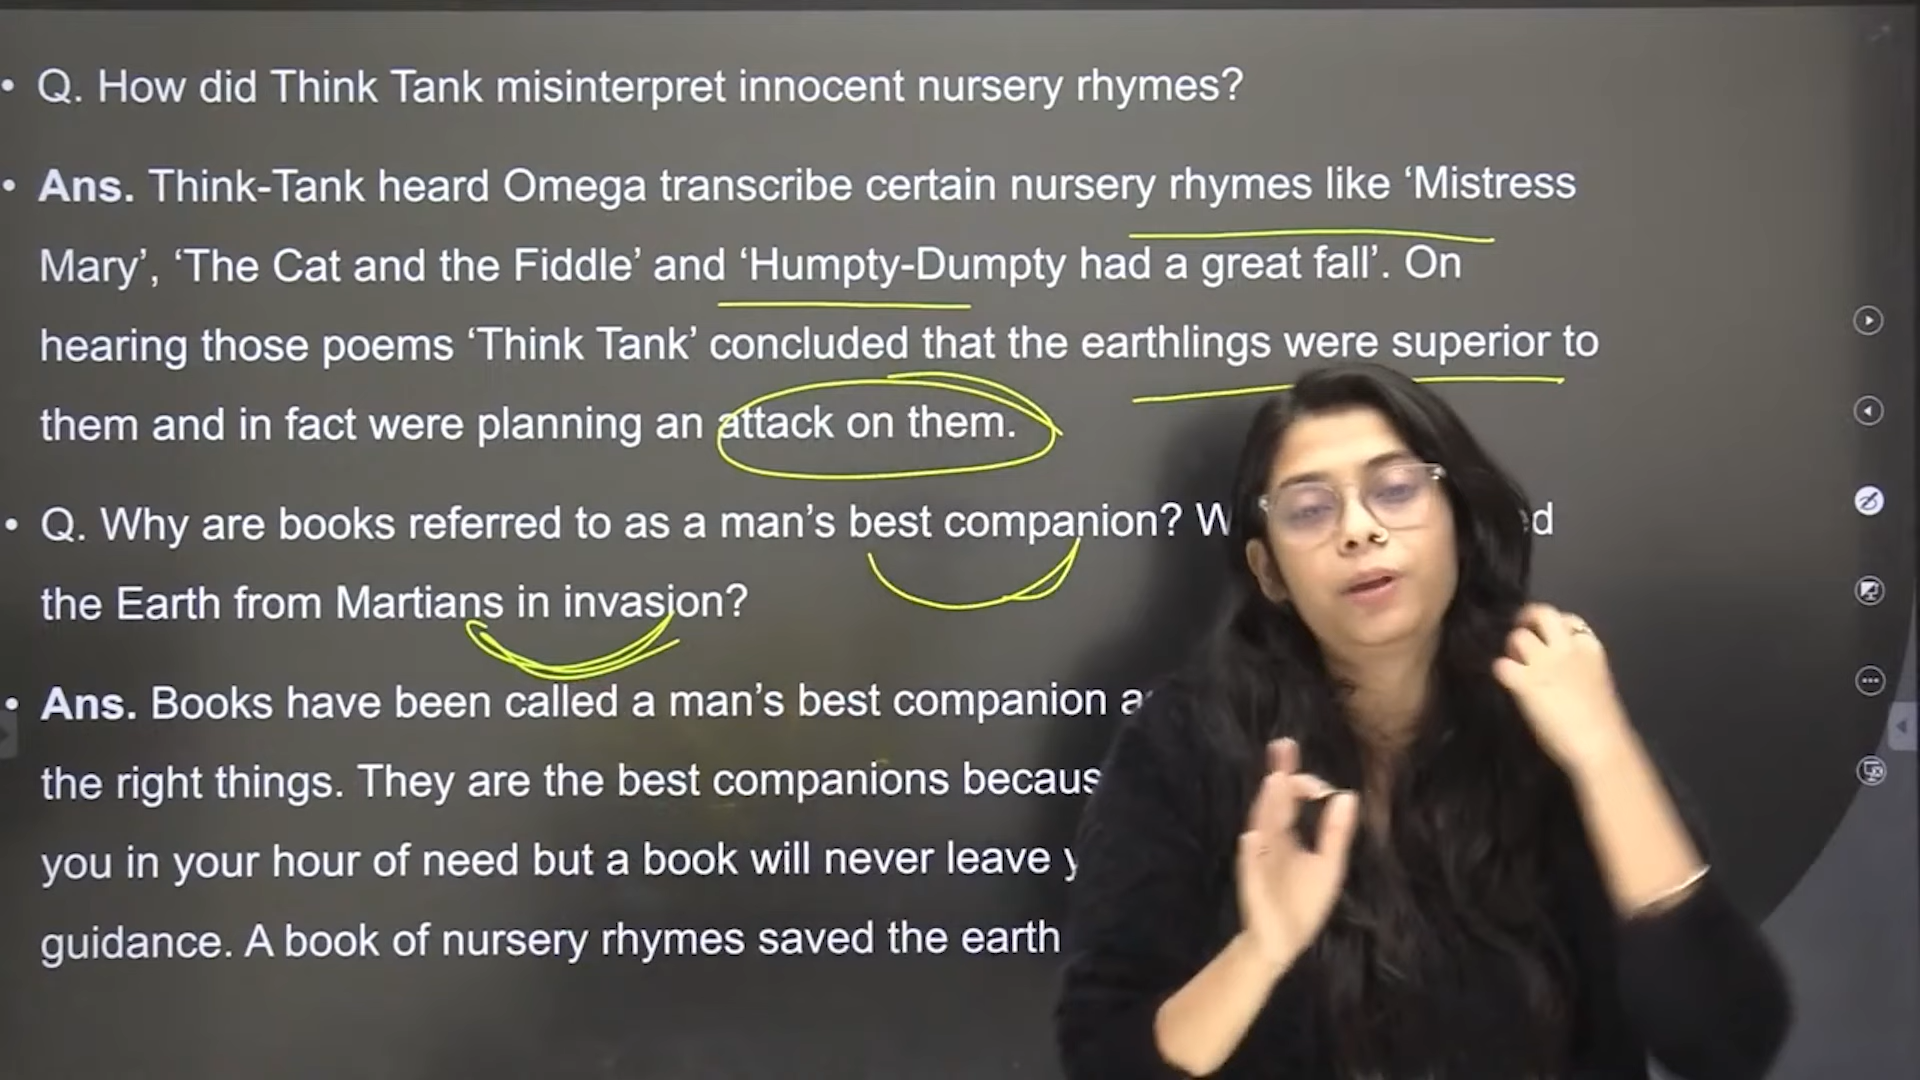 • Q. How did Think Tank misinterpret innocent nursery rhymes?
• Ans. Think-Tank heard Omega transcribe certain nursery rhymes like ‘Mistress
Mary’, ‘The Cat and the Fiddle’ and ‘Humpty-Dumpty had a great fall’. On
hearing those poems ‘Think Tank’ concluded that the earthlings were superior to
them and in fact were planning an attack on them.
• Q. Why are books referred to as a man’s best companion?
the Earth from Martians in invasion?
• Ans. Books have been called a man’s best companion
the right things. They are the best companions
you in your hour of need but a book will never leave
guidance. A book of nursery rhymes saved the earth